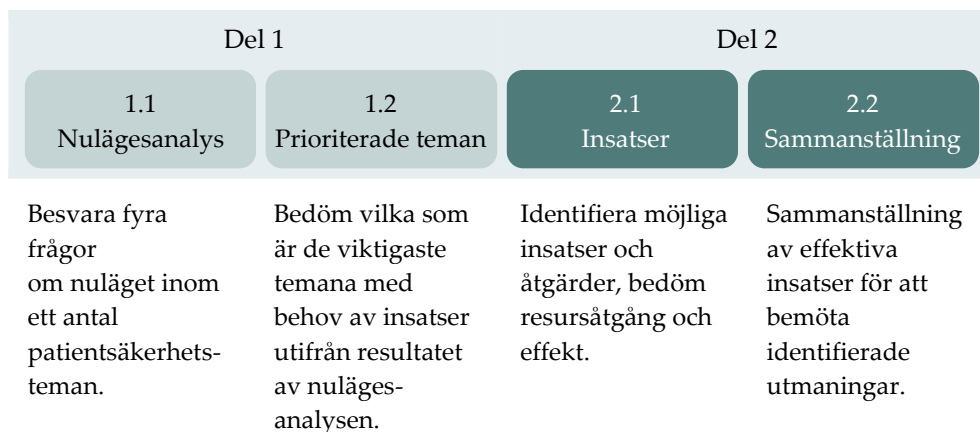 Del 1
Del 2
1.1
Nulägesanalys
1.2
Prioriterade teman
2.1
Insatser
2.2
Sammanställning
Besvara fyra
frågor
om nuläget inom
ett antal
patientsäkerhets-
teman.
Bedöm vilka som
är de viktigaste
temana med
behov av insatser
utifrån resultatet
av nuläges-
analysen.
Identifiera möjliga
insatser och
åtgärder, bedöm
resursåtgång och
effekt.
Sammanställning
av effektiva
insatser för att
bemöta
identifierade
utmaningar.